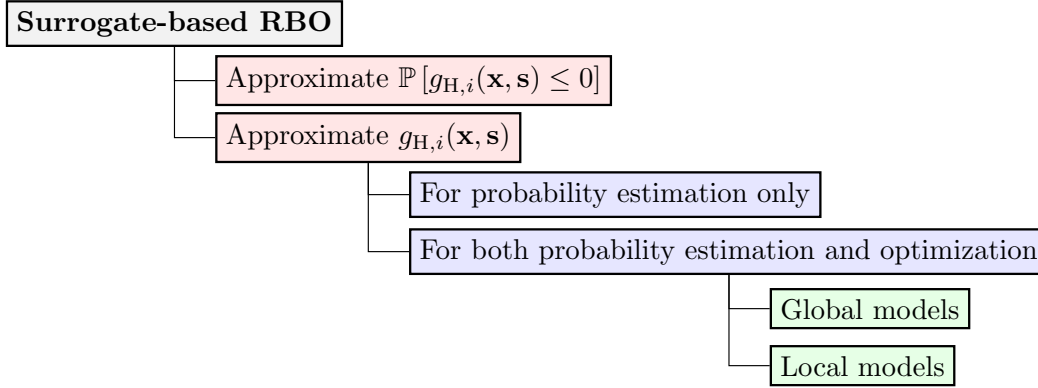 Surrogate-based RBO
Approximate ℙ [g_{H,i}(𝐱, 𝐬) ≤ 0]
Approximate g_{H,i}(𝐱, 𝐬)
For probability estimation only
For both probability estimation and optimization
Global models
Local models